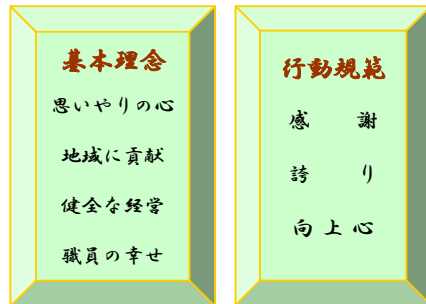 基本理念
思いやりの心
地域に貢献
健全な経営
職員の幸せ
行動規範
感　謝
誇　り
向上心